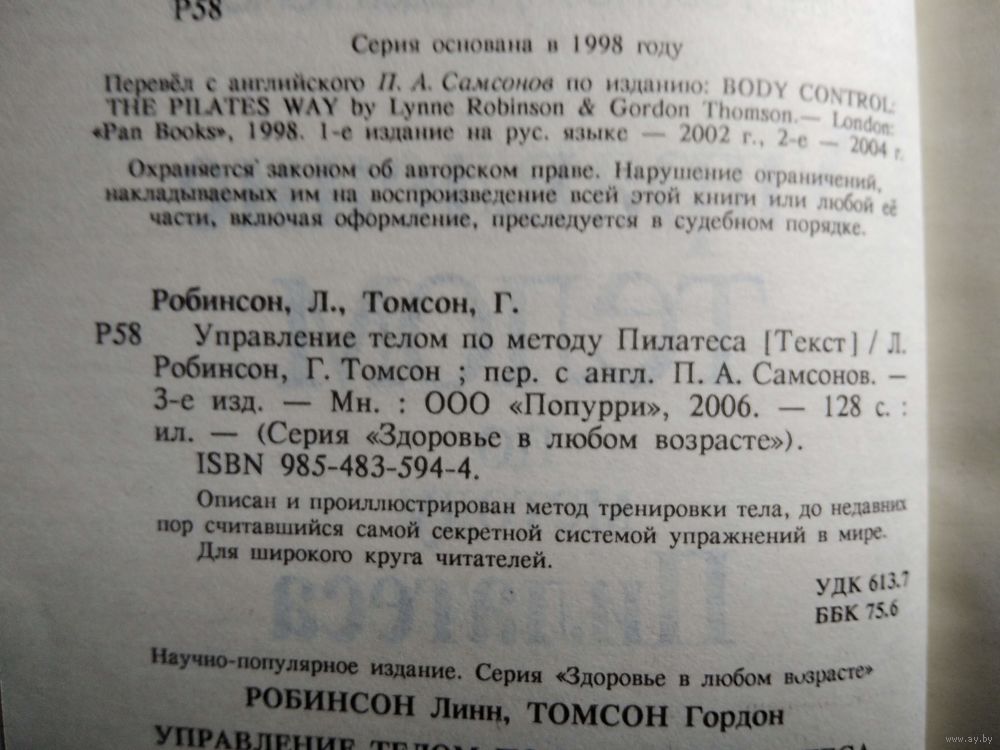 Р58
Серия основана в 1998 году
Перевёл с английского П. А. Самсонов по изданию: BODY CONTROL:
THE PILATES WAY by Lynne Robinson & Gordon Thomson.— London:
«Pan Books», 1998. 1-е издание на рус. языке — 2002 г., 2-е — 2004 г.
Охраняется законом об авторском праве. Нарушение ограничений,
накладываемых им на воспроизведение всей этой книги или любой её
части, включая оформление, преследуется в судебном порядке.
Робинсон, Л., Томсон, Г.
Р58 Управление телом по методу Пилатеса [Текст] / Л.
Робинсон, Г. Томсон ; пер. с англ. П. А. Самсонов. —
3-е изд. — Мн. : ООО «Попурри», 2006. — 128 с. :
ил. — (Серия «Здоровье в любом возрасте»).
ISBN 985-483-594-4.
Описан и проиллюстрирован метод тренировки тела, до недавних
пор считавшийся самой секретной системой упражнений в мире.
Для широкого круга читателей.
УДК 613.7
ББК 75.6
Научно-популярное издание. Серия «Здоровье в любом возрасте»
РОБИНСОН Линн, ТОМСОН Гордон
УПРАВЛЕНИЕ ТЕЛОМ
www.ay.by